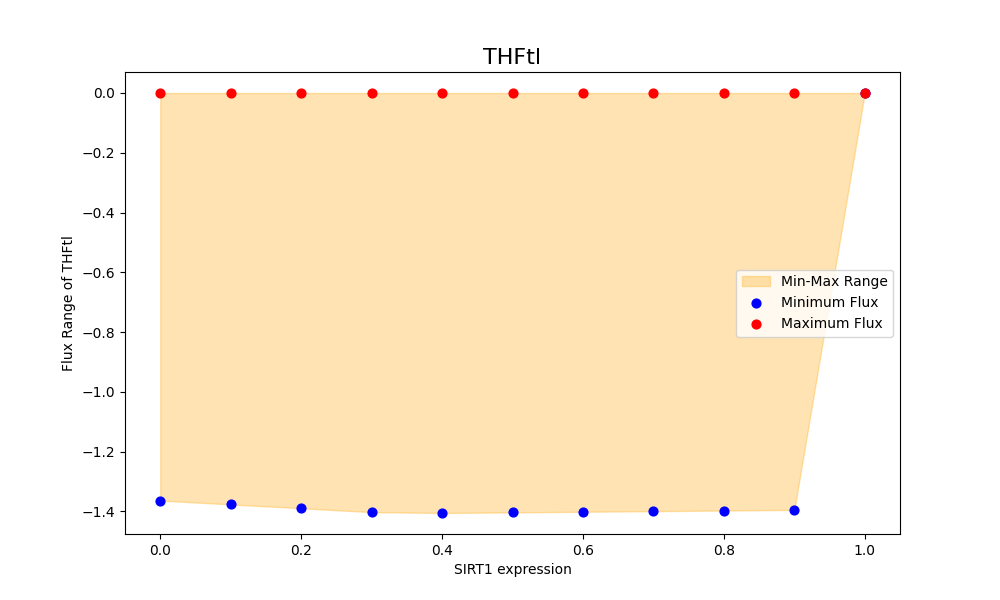 THFtl
Flux Range of THFtl
0.0
−0.2
−0.4
−0.6
−0.8
−1.0
−1.2
−1.4
Min-Max Range
Minimum Flux
Maximum Flux
0.0 0.2 0.4 0.6 0.8 1.0
SIRT1 expression